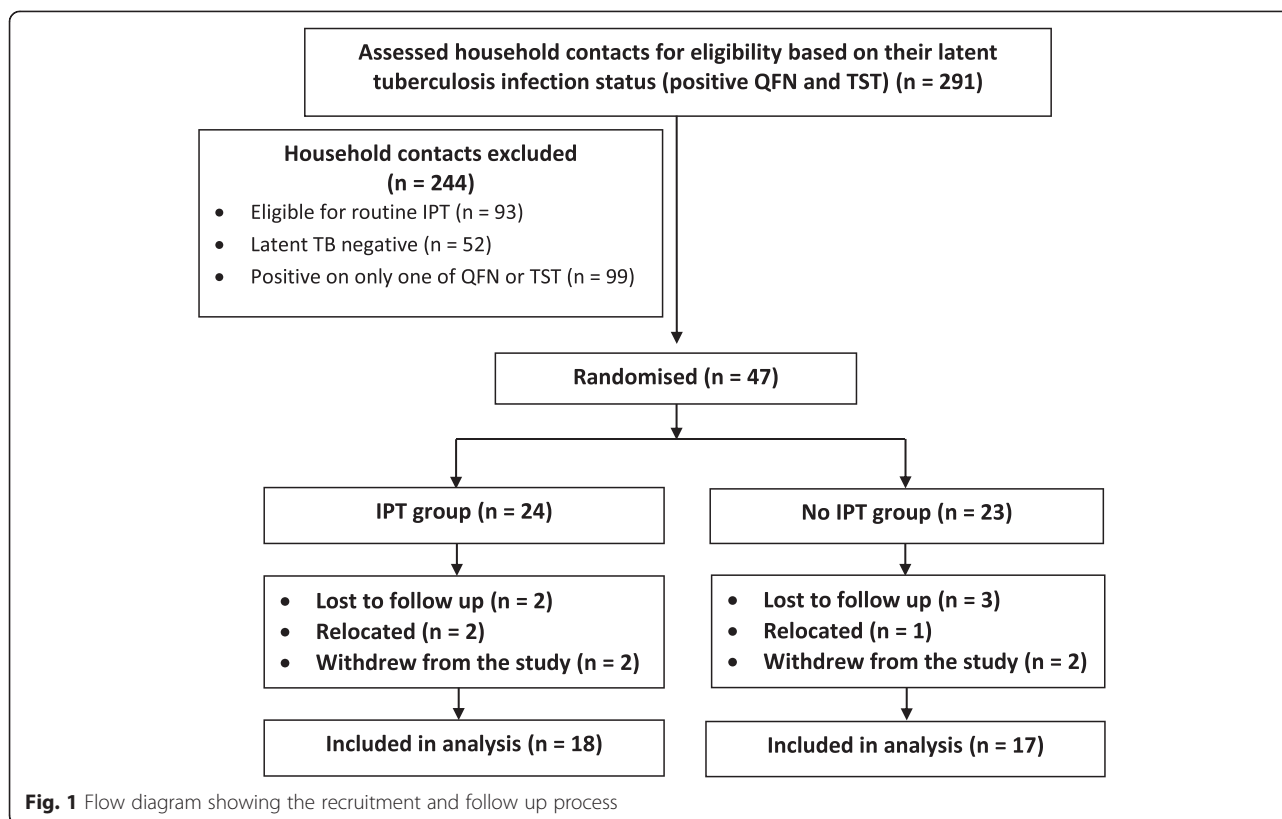 Assessed household contacts for eligibility based on their latent
tuberculosis infection status (positive QFN and TST) (n = 291)
Household contacts excluded
(n = 244)
• Eligible for routine IPT (n = 93)
• Latent TB negative (n = 52)
• Positive on only one of QFN or TST (n = 99)
Randomised (n = 47)
IPT group (n = 24)
No IPT group (n = 23)
• Lost to follow up (n = 2)
• Relocated (n = 2)
• Withdrew from the study (n = 2)
• Lost to follow up (n = 3)
• Relocated (n = 1)
• Withdrew from the study (n = 2)
Included in analysis (n = 18)
Included in analysis (n = 17)
Fig. 1 Flow diagram showing the recruitment and follow up process